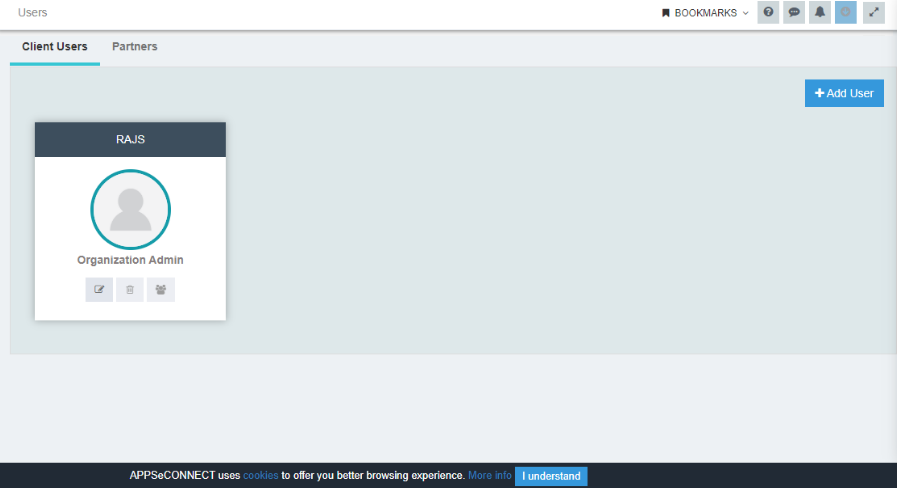 Users
BOOKMARKS
Client Users
Partners
Add User
RAJS
Organization Admin
APPSeCONNECT uses cookies to offer you better browsing experience. More info I understand